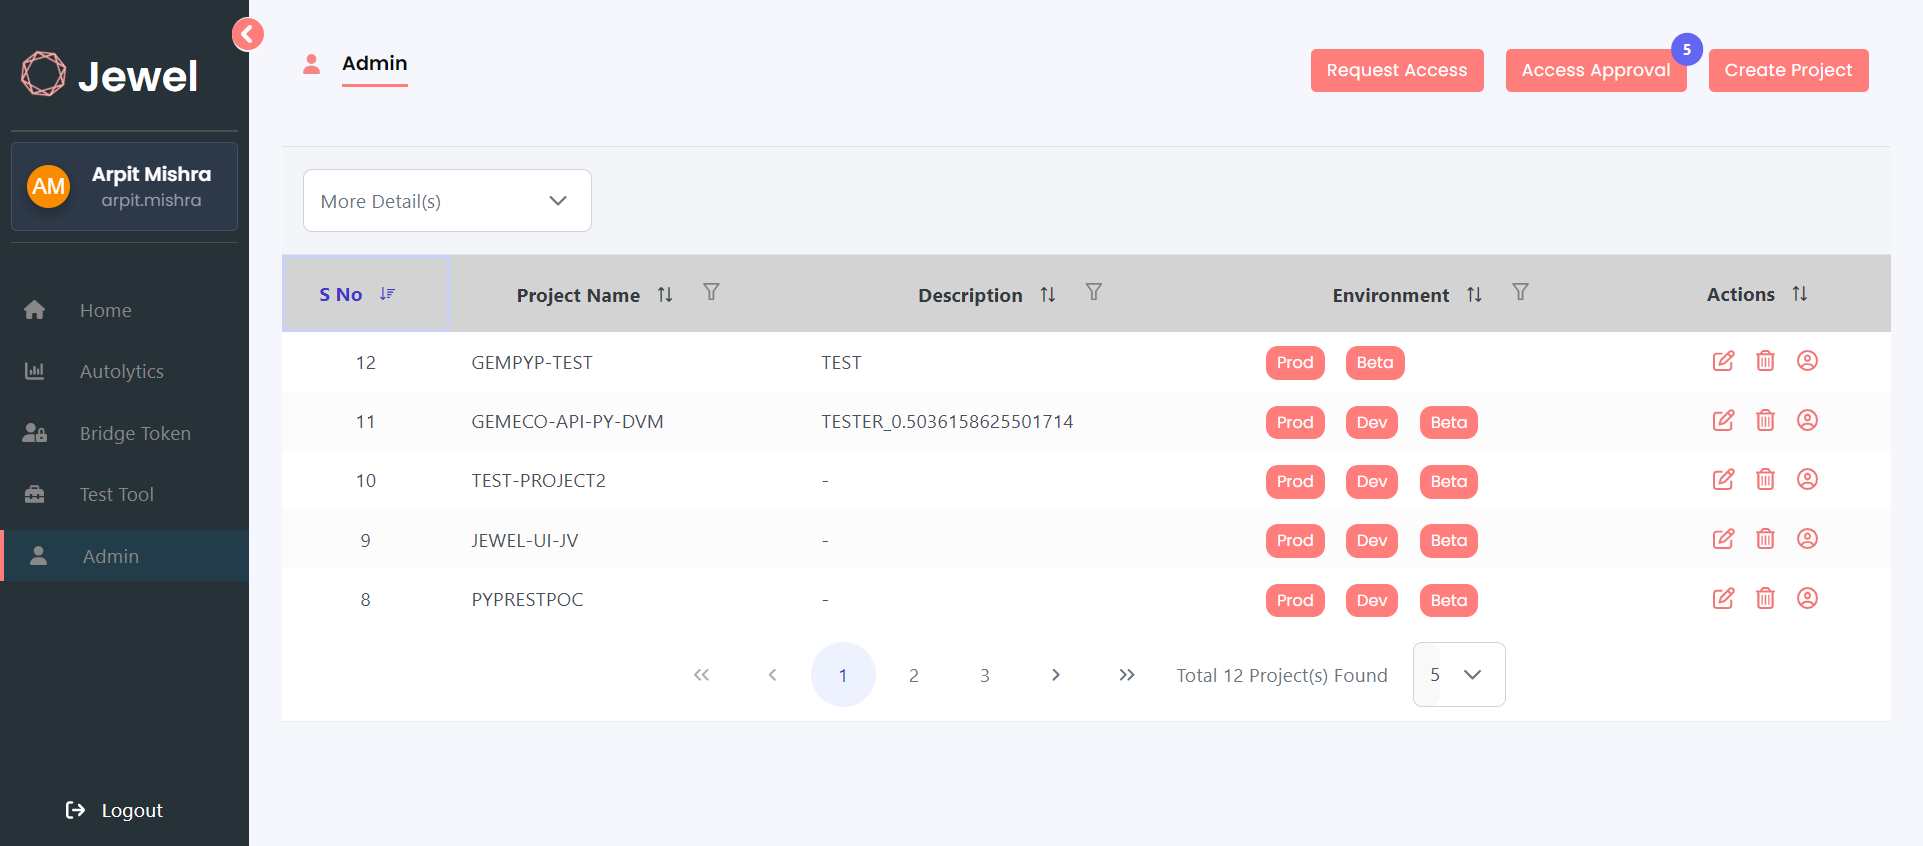 Jewel
AM
Arpit Mishra
arpit.mishra
Home
Autolytics
Bridge Token
Test Tool
Admin
Logout
Admin
Request Access
Access Approval
5
Create Project
More Detail(s)
S No Project Name Description Environment Actions
12 GEMPYP-TEST TEST Prod Beta
11 GEMECO-API-PY-DVM TESTER_0.5036158625501714 Prod Dev Beta
10 TEST-PROJECT2 - Prod Dev Beta
9 JEWEL-UI-JV - Prod Dev Beta
8 PYPRESTPOC - Prod Dev Beta
1 2 3 Total 12 Project(s) Found 5